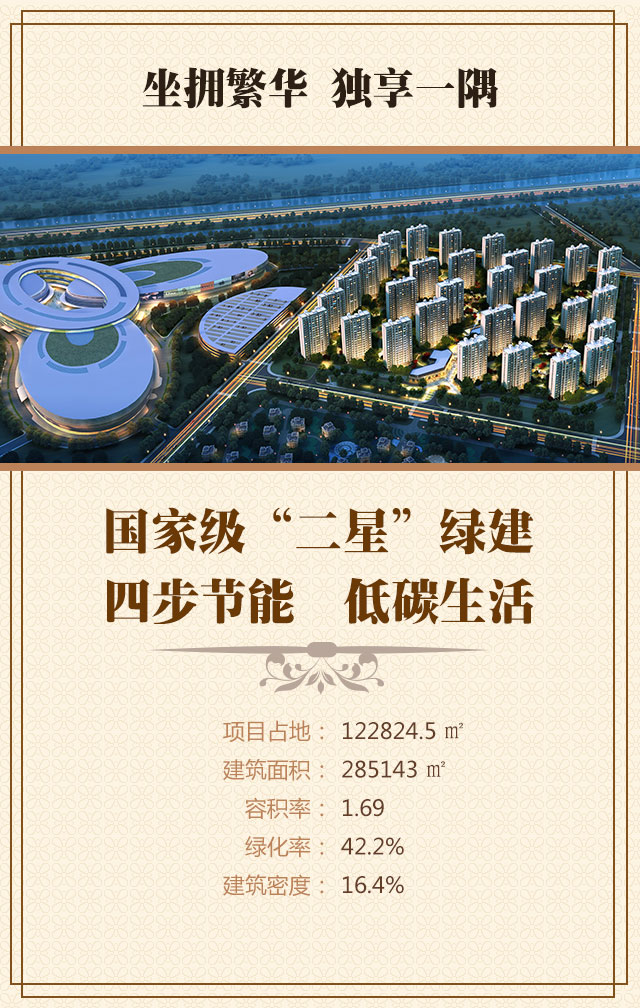 坐拥繁华 独享一隅
国家级“二星”绿建
四步节能 低碳生活
项目占地： 122824.5 ㎡
建筑面积： 285143 ㎡
容积率： 1.69
绿化率： 42.2%
建筑密度： 16.4%